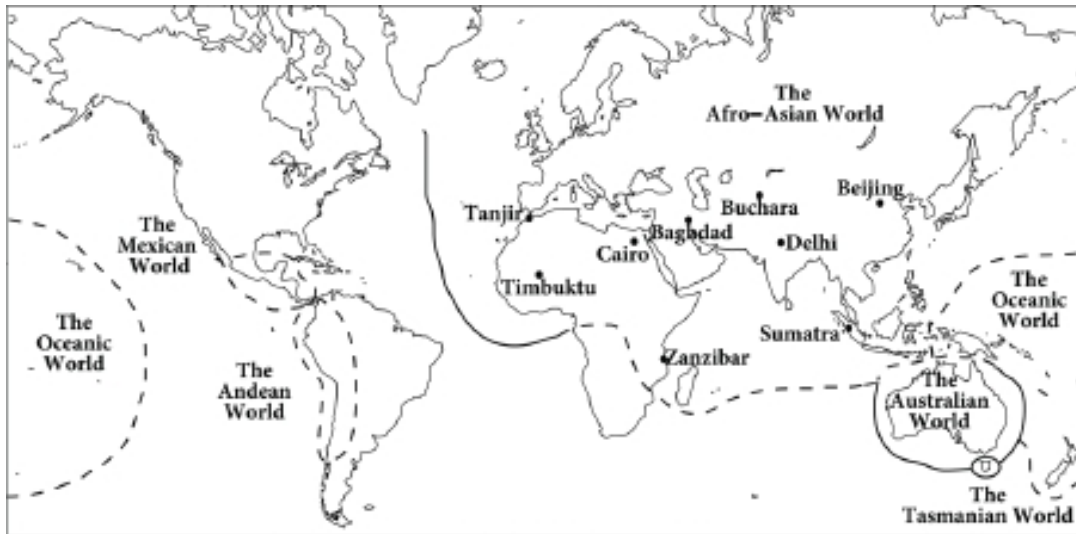 The
Afro-Asian World
Beijing
Buchara
Tanjir
Baghdad
Delhi
Cairo
The
Mexican
World
Timbuktu
The
Oceanic
World
The
Oceanic
World
Sumatra
Zanzibar
The
Andean
World
The
Australian
World
The
Tasmanian World